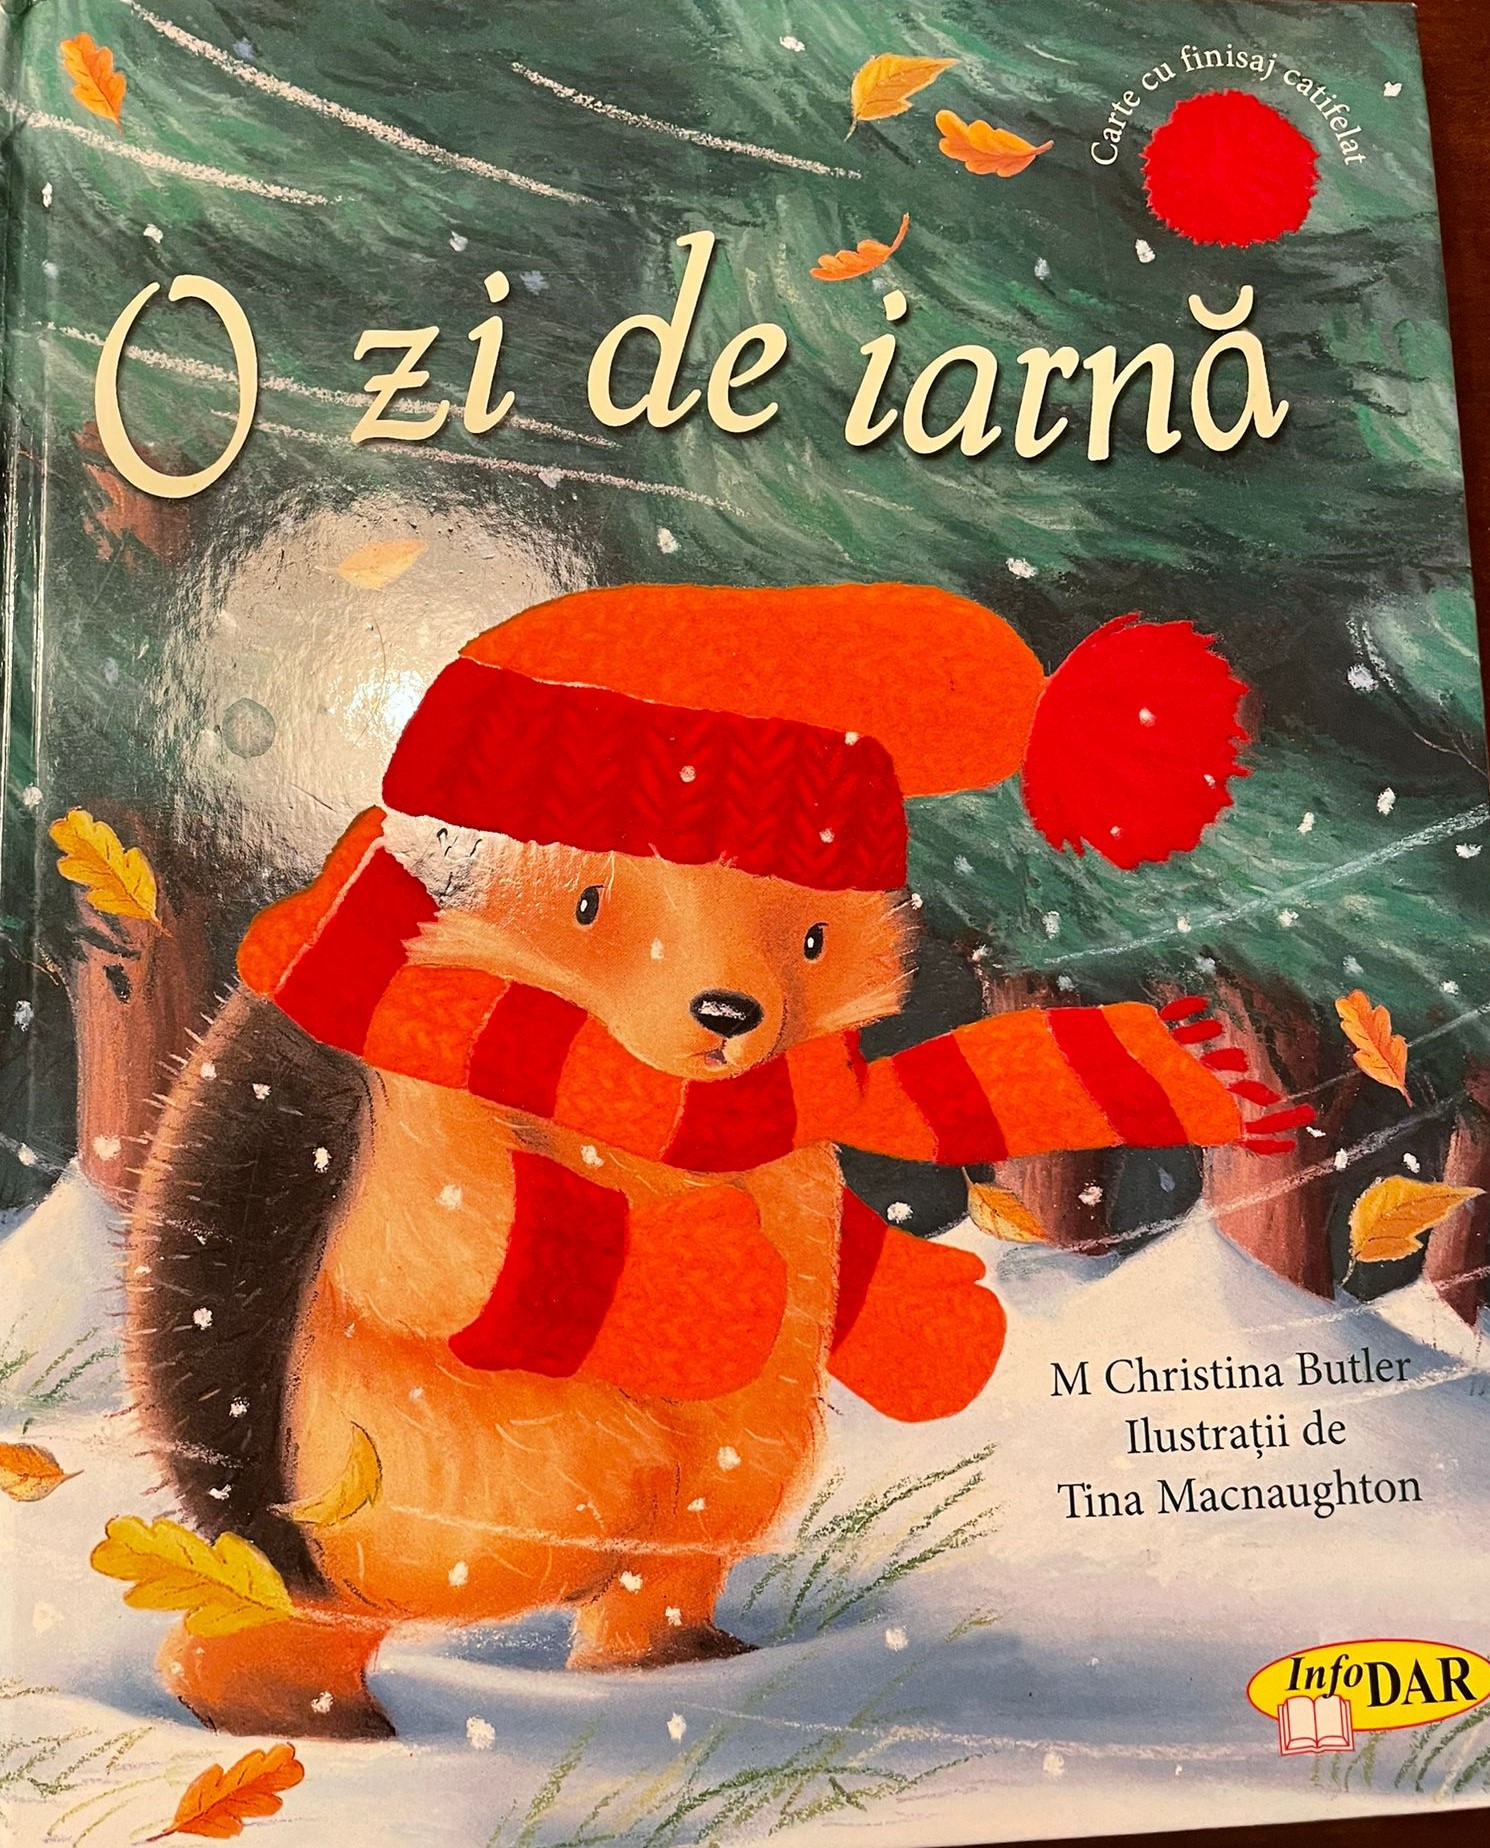 Carte cu finisaj catifelat
O zi de iarnă
M Christina Butler
Ilustrații de
Tina Macnaughton
InfoDAR